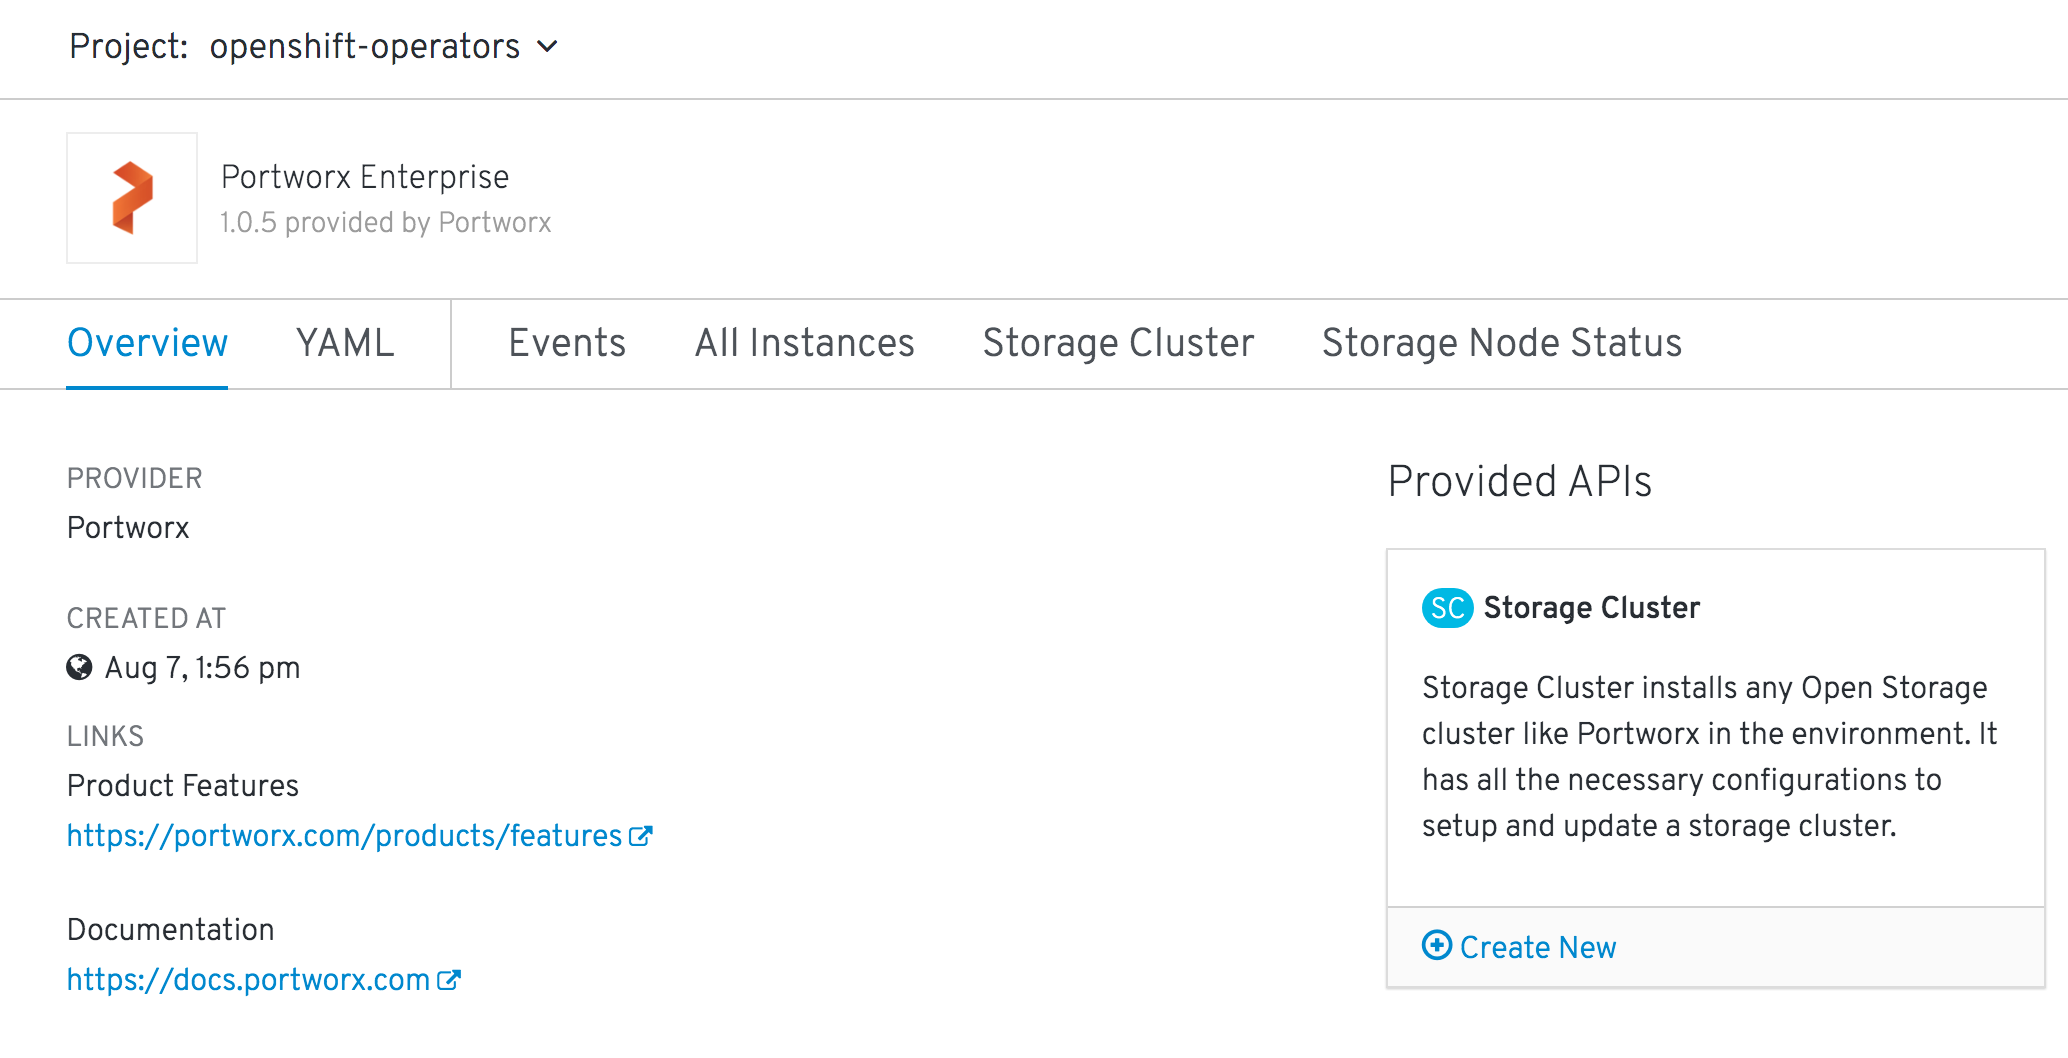 Project: openshift-operators
Portworx Enterprise
1.0.5 provided by Portworx
Overview YAML Events All Instances Storage Cluster Storage Node Status
PROVIDER
Portworx
CREATED AT
Aug 7, 1:56 pm
LINKS
Product Features
https://portworx.com/products/features
Documentation
https://docs.portworx.com
Provided APIs
SC Storage Cluster
Storage Cluster installs any Open Storage
cluster like Portworx in the environment. It
has all the necessary configurations to
setup and update a storage cluster.
Create New